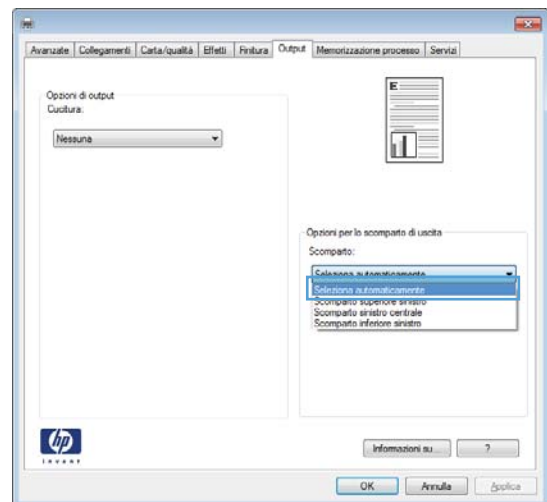 Avanzate Collegamenti Carta/qualità Effetti Finitura Output Memorizzazione processo Servizi
Opzioni di output
Cucitura:
Nessuna
E
Opzioni per lo scomparto di uscita
Scomparto:
Seleziona automaticamente
Seleziona automaticamente
Scomparto superiore sinistro
Scomparto sinistro centrale
Scomparto inferiore sinistro
hp
invent
Informazioni su... ?
OK Annulla Applica